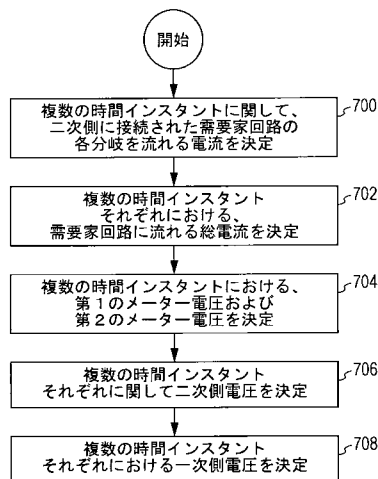 開始
複数の時間インスタントに関して、
二次側に接続された需要家回路の
各分岐を流れる電流を決定
700
複数の時間インスタント
それぞれにおける、
需要家回路に流れる総電流を決定
702
複数の時間インスタントにおける、
第1のメーター電圧および
第2のメーター電圧を決定
704
複数の時間インスタント
それぞれに関して二次側電圧を決定
706
複数の時間インスタント
それぞれにおける一次側電圧を決定
708